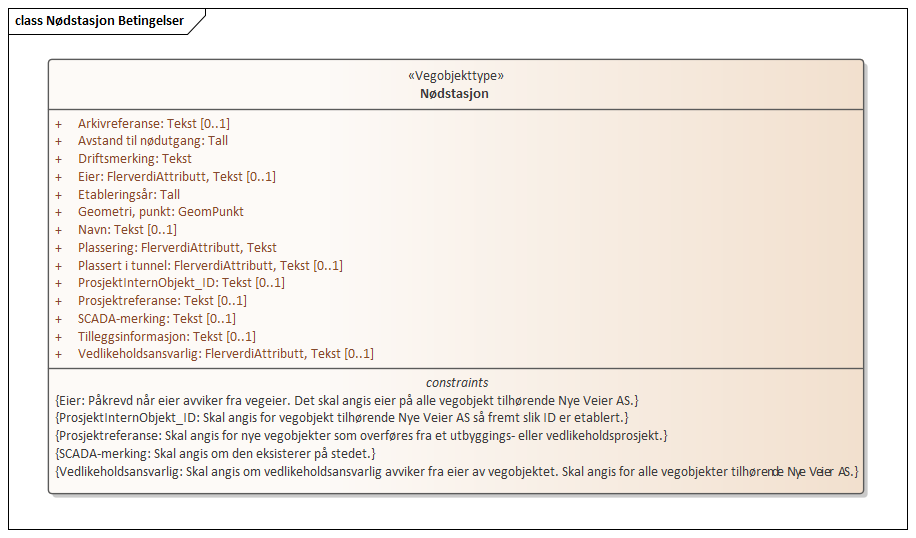 class Nødstasjon Betingelser
«Vegobjekttype»
Nødstasjon
+ Arkivreferanse: Tekst [0..1]
+ Avstand til nødutgang: Tall
+ Driftsmerking: Tekst
+ Eier: FlerverdiAttributt, Tekst [0..1]
+ Etableringsår: Tall
+ Geometri, punkt: GeomPunkt
+ Navn: Tekst [0..1]
+ Plassering: FlerverdiAttributt, Tekst
+ Plassert i tunnel: FlerverdiAttributt, Tekst [0..1]
+ ProsjektInternObjekt_ID: Tekst [0..1]
+ Prosjektreferanse: Tekst [0..1]
+ SCADA-merking: Tekst [0..1]
+ Tilleggsinformasjon: Tekst [0..1]
+ Vedlikeholdsansvarlig: FlerverdiAttributt, Tekst [0..1]
constraints
{Eier: Påkrevd når eier avviker fra vegeier. Det skal angis eier på alle vegobjekt tilhørende Nye Veier AS.}
{ProsjektInternObjekt_ID: Skal angis for vegobjekt tilhørende Nye Veier AS så fremt slik ID er etablert.}
{Prosjektreferanse: Skal angis for nye vegobjekter som overføres fra et utbyggings- eller vedlikeholdsprosjekt.}
{SCADA-merking: Skal angis om den eksisterer på stedet.}
{Vedlikeholdsansvarlig: Skal angis om vedlikeholdsansvarlig avviker fra eier av vegobjektet. Skal angis for alle vegobjekter tilhørende Nye Veier AS.}